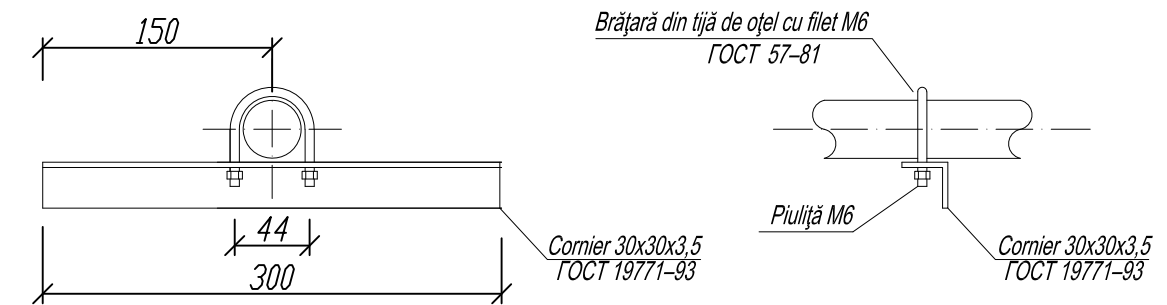 150
Brăţară din tijă de oţel cu filet M6
ГОСТ 57–81
44
300
Cornier 30x30x3,5
ГОСТ 19771–93
Piuliţă M6
Cornier 30x30x3,5
ГОСТ 19771–93